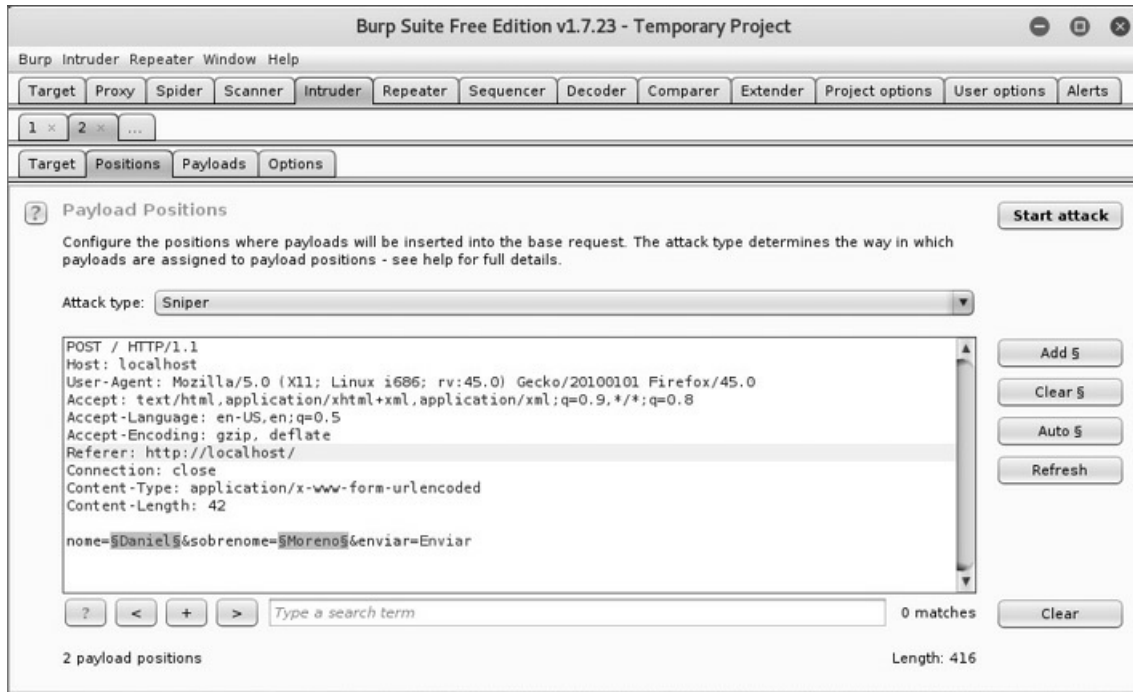 Burp Suite Free Edition v1.7.23 - Temporary Project
Burp Intruder Repeater Window Help
Target Proxy Spider Scanner Intruder Repeater Sequencer Decoder Comparer Extender Project options User options Alerts
1 × 2 × ...
Target Positions Payloads Options
? Payload Positions
Start attack
Configure the positions where payloads will be inserted into the base request. The attack type determines the way in which
payloads are assigned to payload positions - see help for full details.
Attack type: Sniper
POST / HTTP/1.1
Host: localhost
User-Agent: Mozilla/5.0 (X11; Linux i686; rv:45.0) Gecko/20100101 Firefox/45.0
Accept: text/html,application/xhtml+xml,application/xml;q=0.9,*/*;q=0.8
Accept-Language: en-US,en;q=0.5
Accept-Encoding: gzip, deflate
Referer: http://localhost/
Connection: close
Content-Type: application/x-www-form-urlencoded
Content-Length: 42
nome=§Daniel§&sobrenome=§Moreno§&enviar=Enviar
Add §
Clear §
Auto §
Refresh
? < + > Type a search term 0 matches Clear
2 payload positions Length: 416